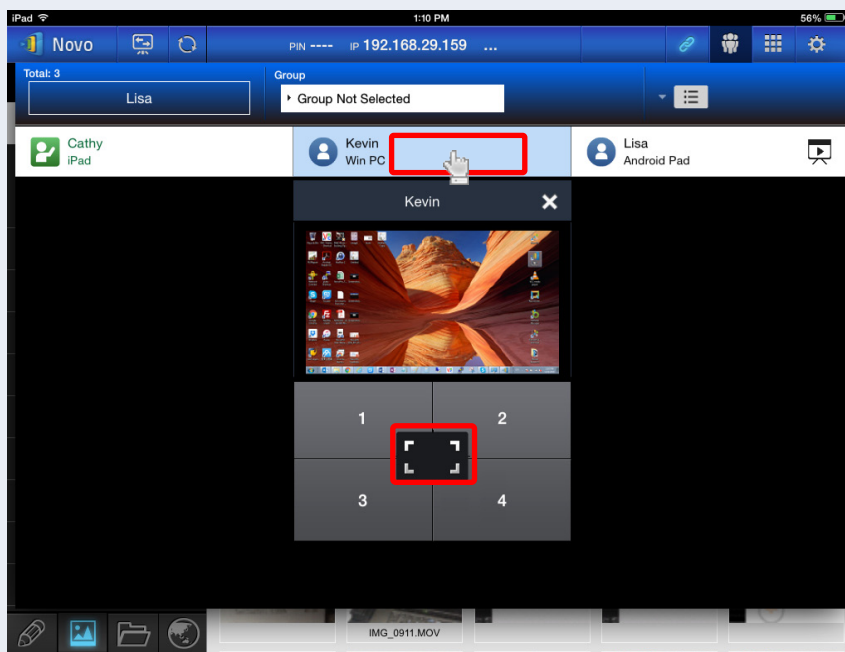 iPad 1:10 PM 56%
Novo PIN ---- IP 192.168.29.159 ...
Total: 3
Lisa
Group
Group Not Selected
Cathy
iPad
Kevin
Win PC
Lisa
Android Pad
Kevin
1 2
3 4
IMG_0911.MOV